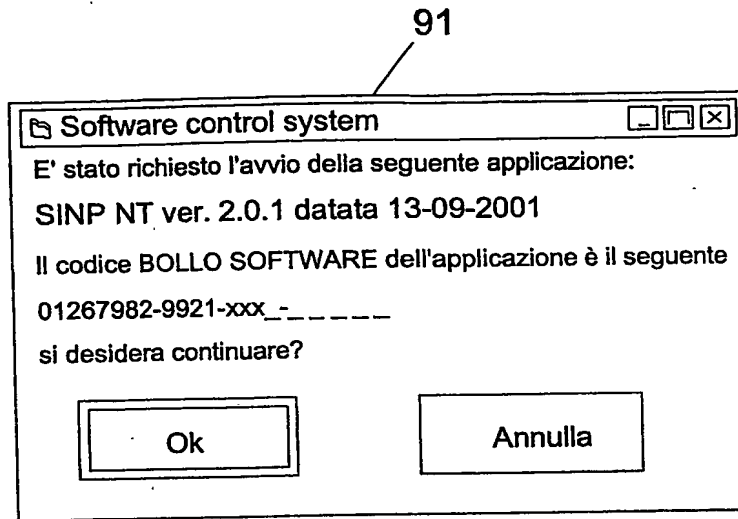 91
Software control system
E' stato richiesto l'avvio della seguente applicazione:
SINP NT ver. 2.0.1 datata 13-09-2001
Il codice BOLLO SOFTWARE dell'applicazione è il seguente
01267982-9921-xxx_-_ _ _ _ _
si desidera continuare?
Ok
Annulla